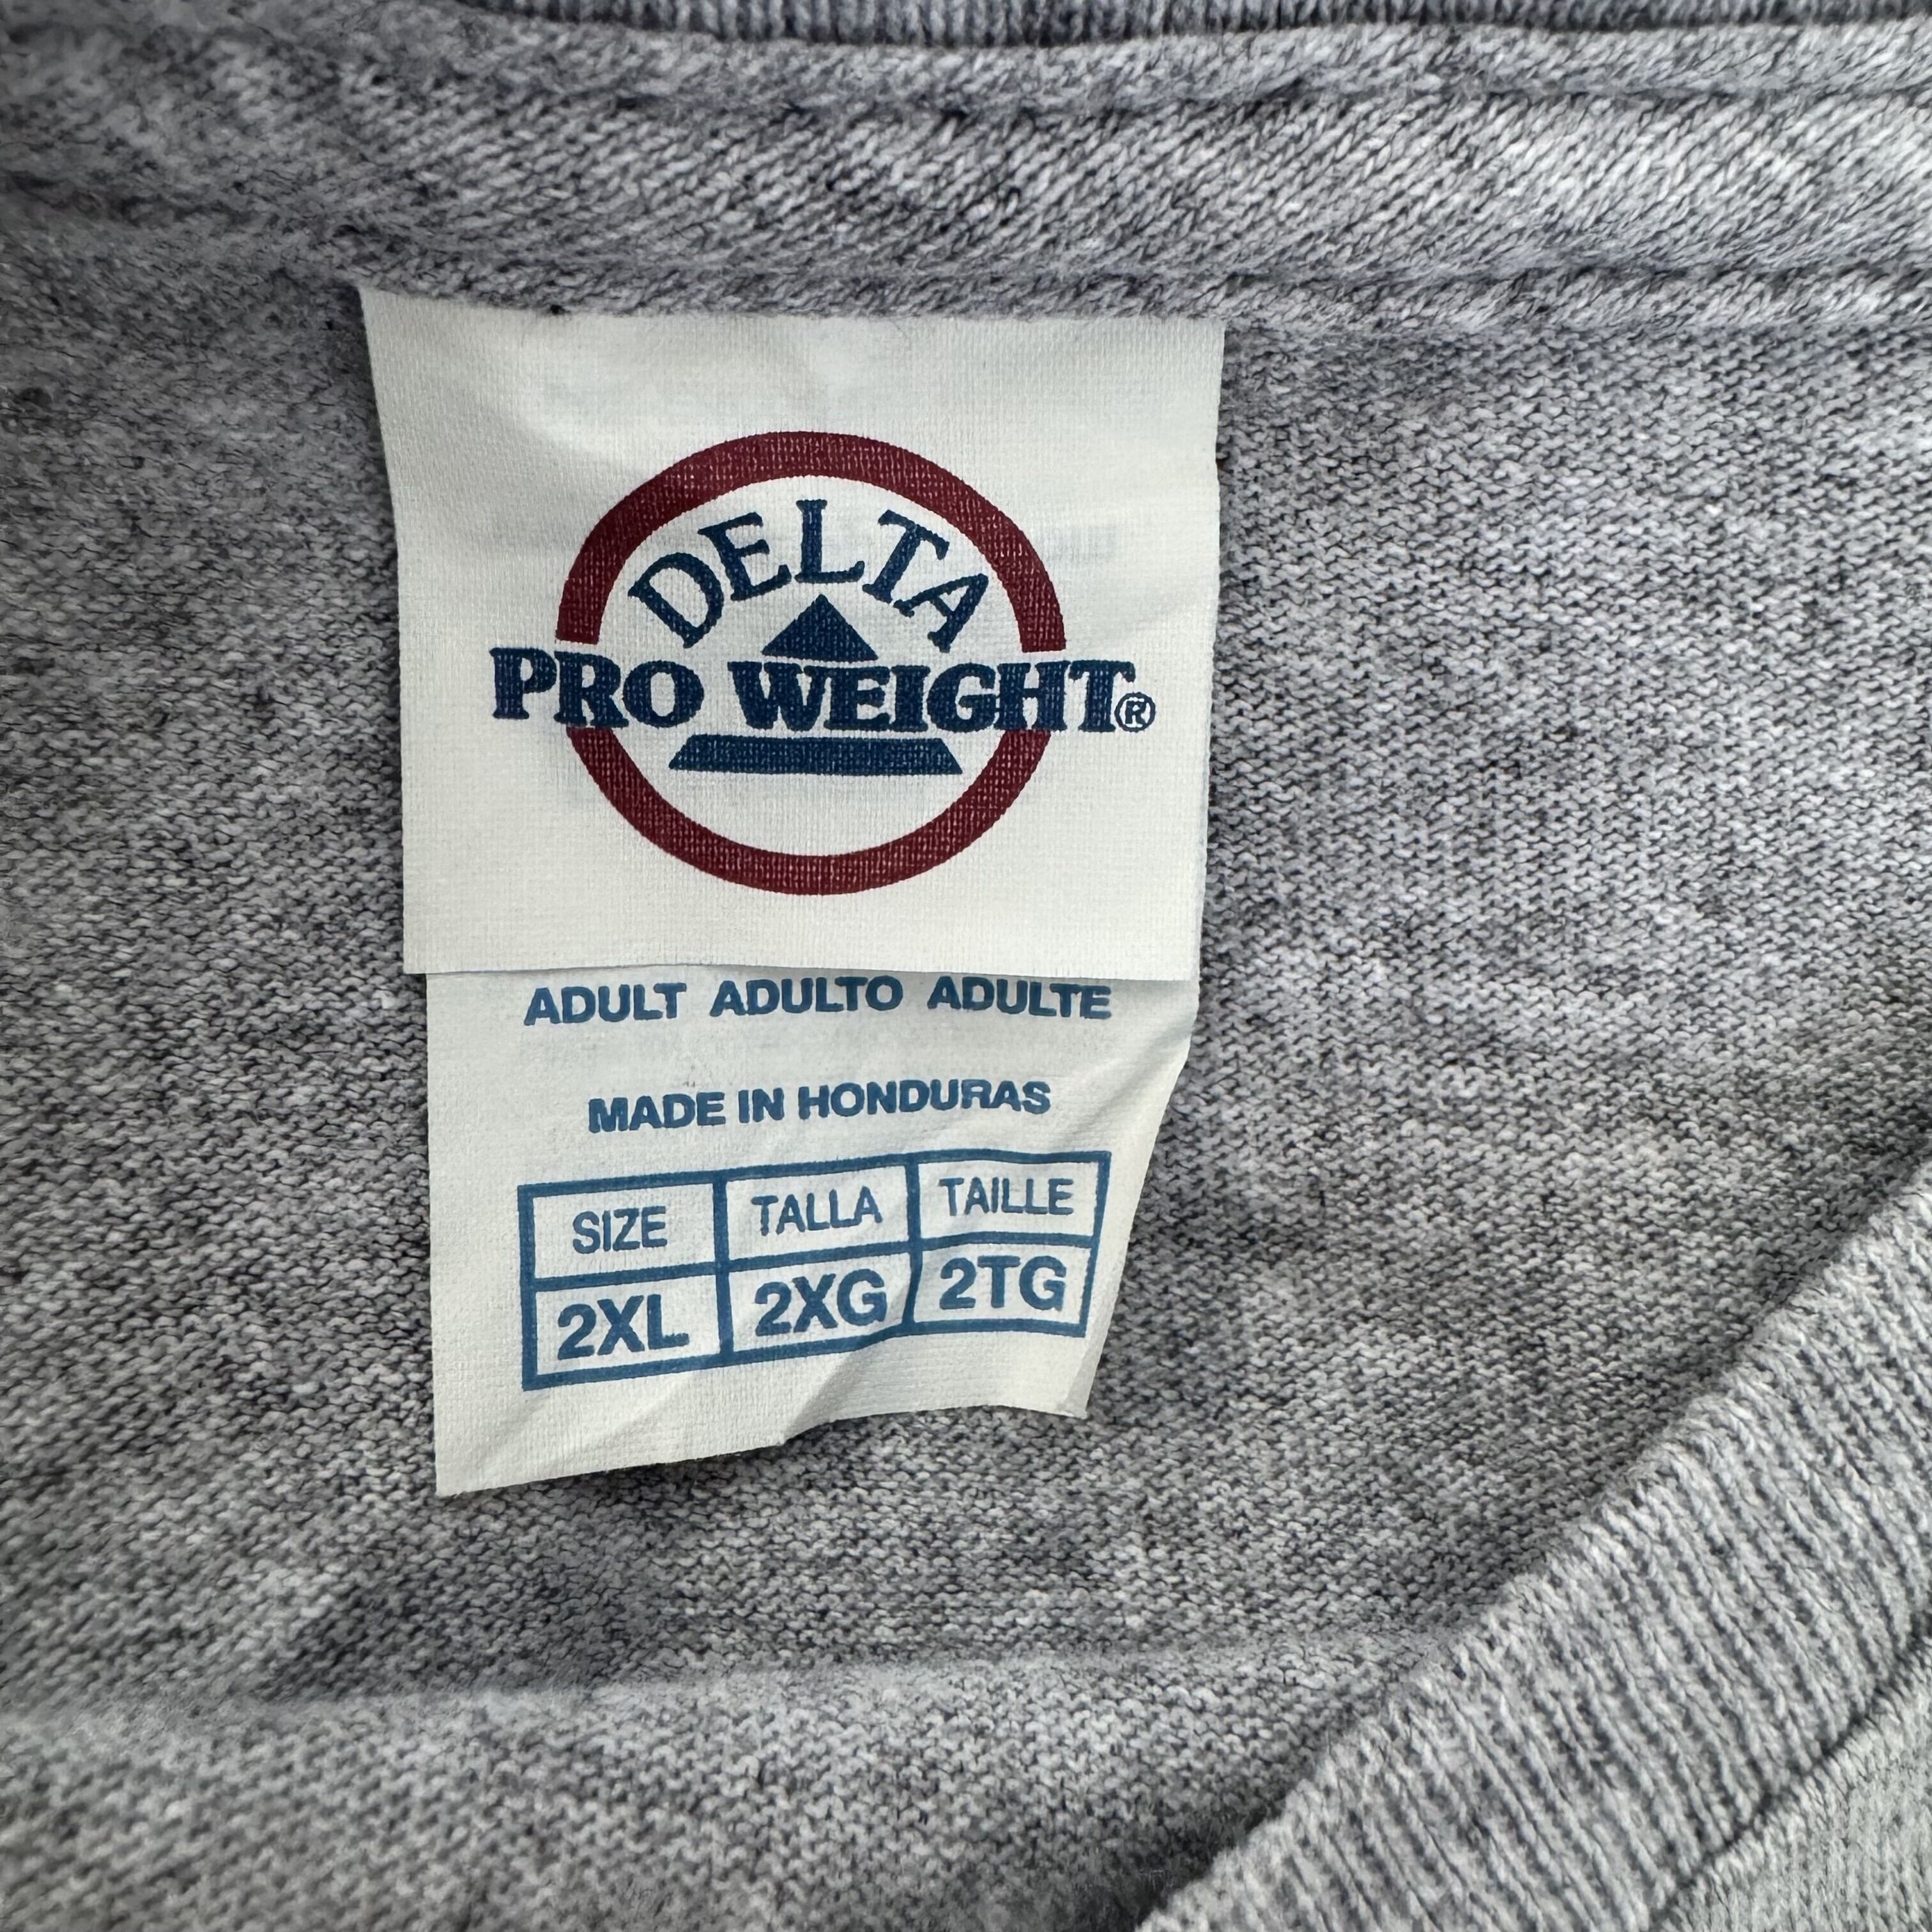 DELTA
PRO WEIGHT®
ADULT ADULTO ADULTE
MADE IN HONDURAS
SIZE TALLA TAILLE
2XL 2XG 2TG